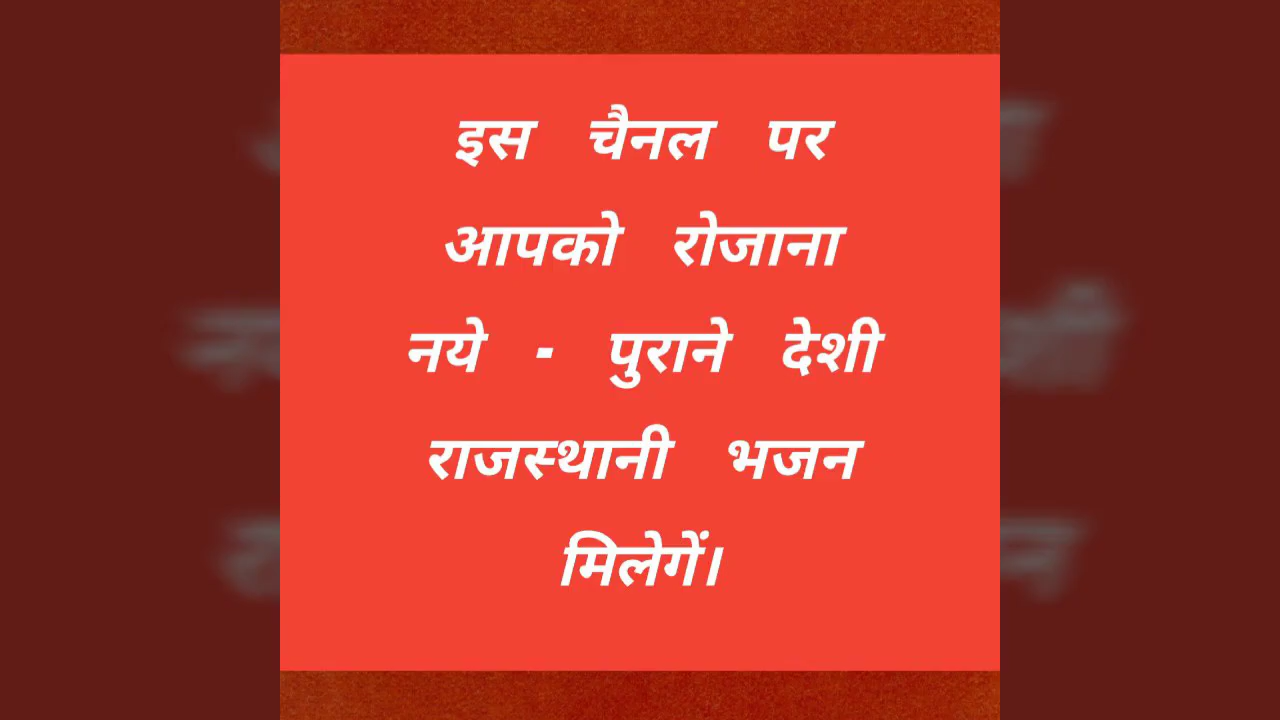 इस चैनल पर
आपको रोजाना
नये - पुराने देशी
राजस्थानी भजन
मिलेगें।